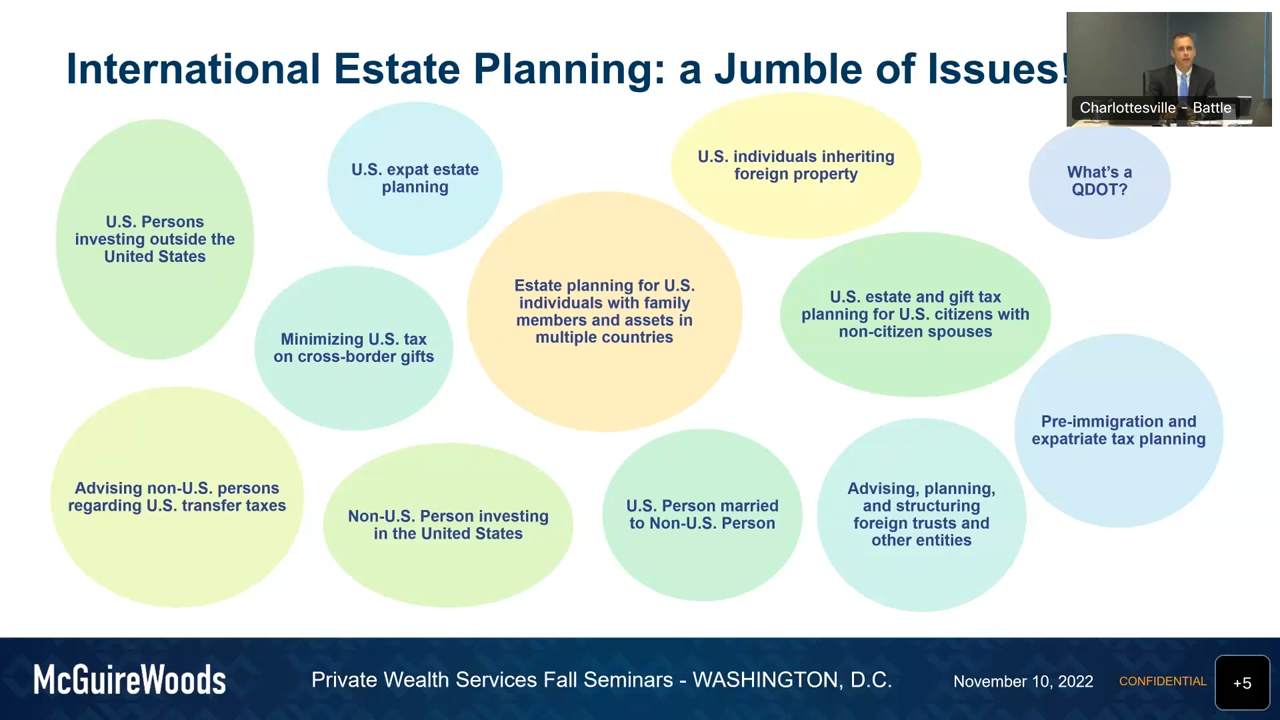 International Estate Planning: a Jumble of Issues!
Charlottesville - Battle
U.S. expat estate
planning
U.S. individuals inheriting
foreign property
What's a
QDOT?
U.S. Persons
investing outside the
United States
Estate planning for U.S.
individuals with family
members and assets in
multiple countries
U.S. estate and gift tax
planning for U.S. citizens with
non-citizen spouses
Minimizing U.S. tax
on cross-border gifts
Pre-immigration and
expatriate tax planning
Advising non-U.S. persons
regarding U.S. transfer taxes
Non-U.S. Person investing
in the United States
U.S. Person married
to Non-U.S. Person
Advising, planning,
and structuring
foreign trusts and
other entities
McGuireWoods
Private Wealth Services Fall Seminars - WASHINGTON, D.C.
November 10, 2022
CONFIDENTIAL
+5